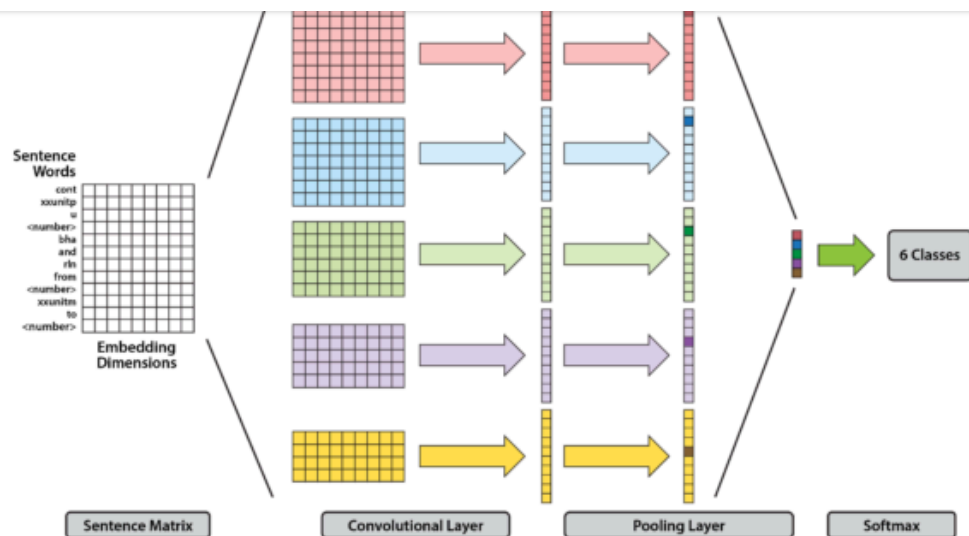 Sentence
Words
cont
xxunitp
u
<number>
bha
and
rln
from
<number>
xxunitm
to
<number>
Embedding
Dimensions
6 Classes
Sentence Matrix
Convolutional Layer
Pooling Layer
Softmax